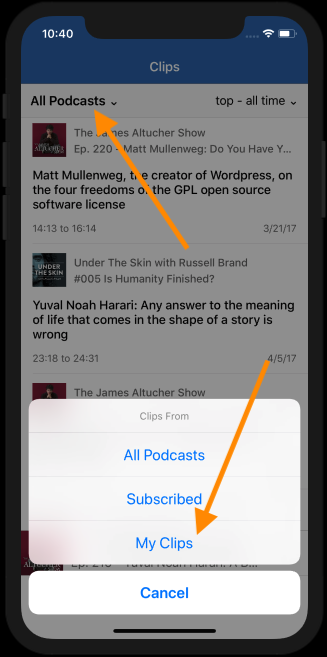 10:40
Clips
All Podcasts
top - all time
The James Altucher Show
Ep. 220 - Matt Mullenweg: Do You Have Y...
Matt Mullenweg, the creator of Wordpress, on
the four freedoms of the GPL open source
software license
14:13 to 16:14 3/21/17
UNDER
THE SKIN
Under The Skin with Russell Brand
#005 Is Humanity Finished?
Yuval Noah Harari: Any answer to the meaning
of life that comes in the shape of a story is
wrong
23:18 to 24:31 4/5/17
The James Altucher Show
Clips From
All Podcasts
Subscribed
My Clips
Cancel